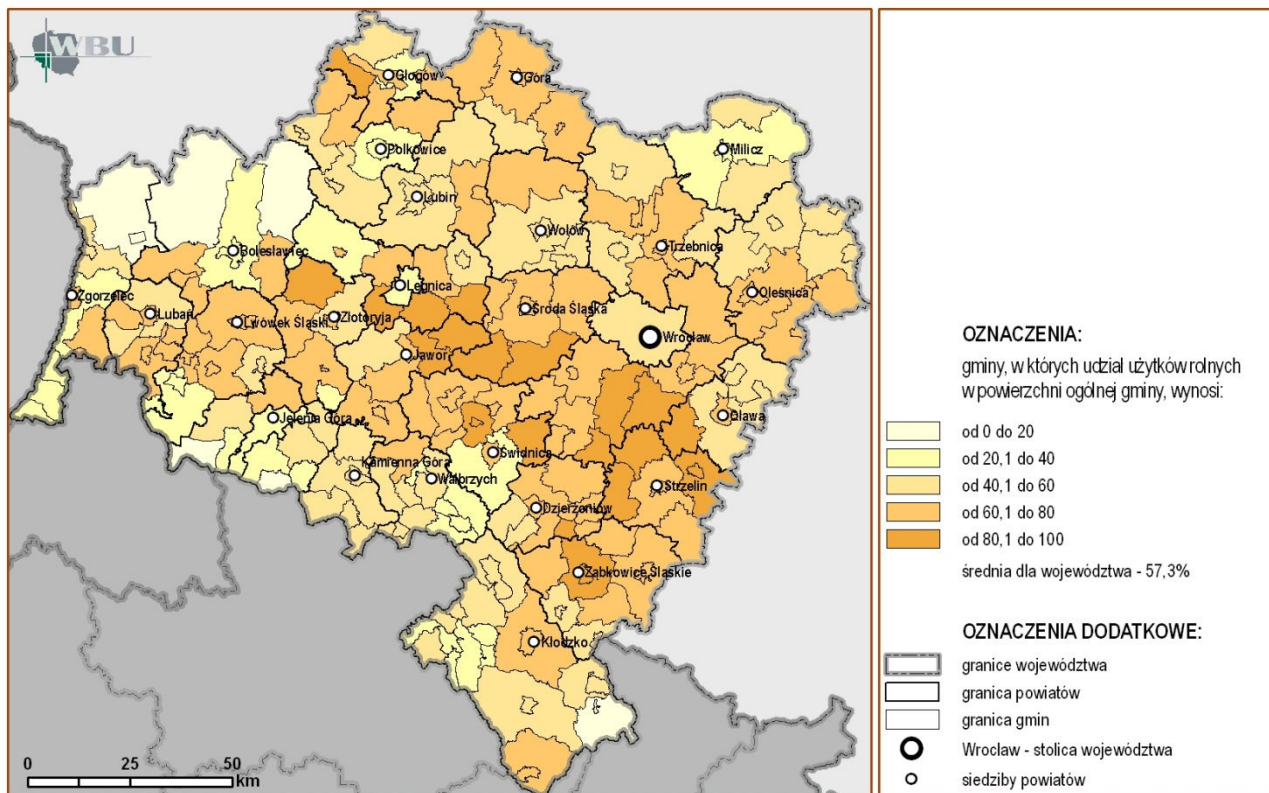 WBU
Głogów
Góra
Polkowice
Milicz
Lubin
Wołów
Trzebnica
Bolesławiec
Legnica
Oleśnica
Zgorzelec
Lubań
Lwówek Śląski
Złotoryja
Środa Śląska
Wrocław
Jawor
Jelenia Góra
Oława
Świdnica
Kamienna Góra
Wałbrzych
Strzelin
Dzierżoniów
Ząbkowice Śląskie
Kłodzko
0 25 50
km
OZNACZENIA:
gminy, w których udział użytków rolnych
w powierzchni ogólnej gminy, wynosi:
od 0 do 20
od 20,1 do 40
od 40,1 do 60
od 60,1 do 80
od 80,1 do 100
średnia dla województwa - 57,3%
OZNACZENIA DODATKOWE:
granice województwa
granica powiatów
granica gmin
Wrocław - stolica województwa
siedziby powiatów